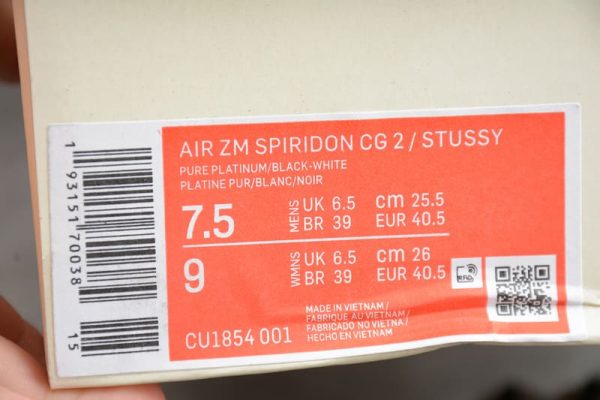 AIR ZM SPIRIDON CG 2 / STUSSY
PURE PLATINUM/BLACK-WHITE
PLATINE PUR/BLANC/NOIR
7.5 MENS UK 6.5 cm 25.5
BR 39 EUR 40.5
9 WMNS UK 6.5 cm 26
BR 39 EUR 40.5
CU1854 001
MADE IN VIETNAM /
FABRIQUE AU VIETNAM /
FABRICADO NO VIETNA /
HECHO EN VIETNAM
1 93151 70038 15